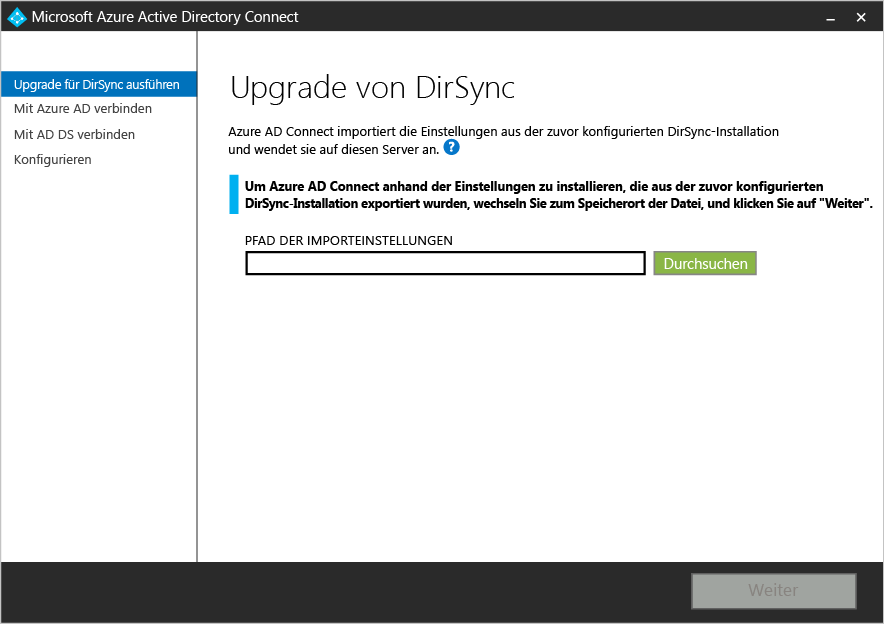 Microsoft Azure Active Directory Connect
Upgrade für DirSync ausführen
Mit Azure AD verbinden
Mit AD DS verbinden
Konfigurieren
Upgrade von DirSync
Azure AD Connect importiert die Einstellungen aus der zuvor konfigurierten DirSync-Installation
und wendet sie auf diesen Server an. ?
Um Azure AD Connect anhand der Einstellungen zu installieren, die aus der zuvor konfigurierten
DirSync-Installation exportiert wurden, wechseln Sie zum Speicherort der Datei, und klicken Sie auf "Weiter".
PFAD DER IMPORTEINSTELLUNGEN
Durchsuchen
Weiter